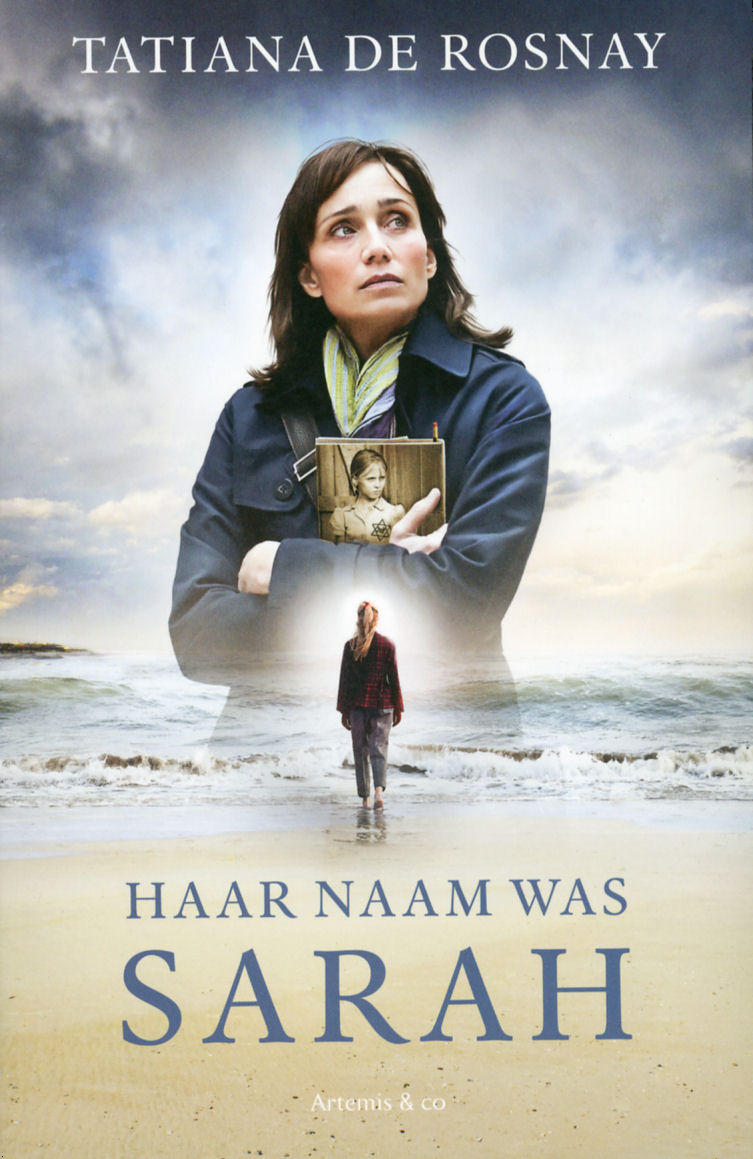 TATIANA DE ROSNAY
HAAR NAAM WAS
SARAH
Artemis & co